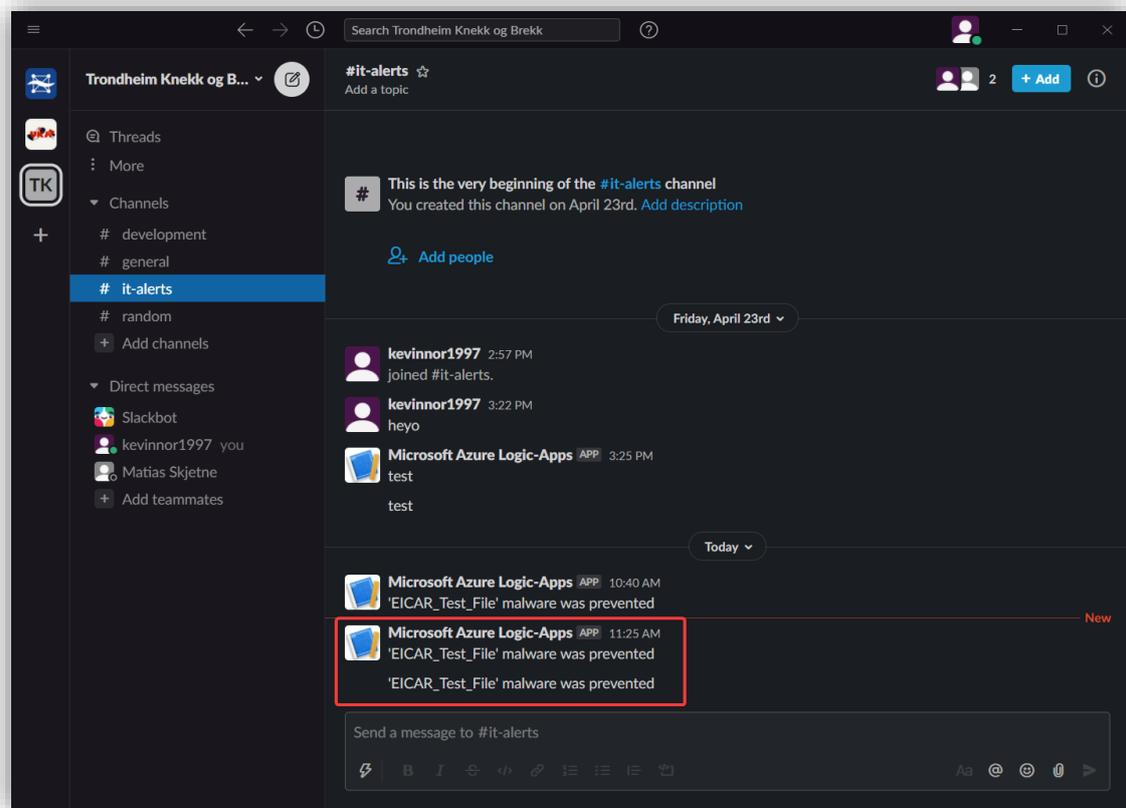 Search Trondheim Knekk og Brekk
Trondheim Knekk og B...
Threads
More
Channels
# development
# general
# it-alerts
# random
+ Add channels
Direct messages
Slackbot
kevinnor1997 you
Matias Skjetne
+ Add teammates
TK
#it-alerts
Add a topic
2
+ Add
#
This is the very beginning of the #it-alerts channel
You created this channel on April 23rd. Add description
Add people
Friday, April 23rd
kevinnor1997 2:57 PM
joined #it-alerts.
kevinnor1997 3:22 PM
heyo
Microsoft Azure Logic-Apps APP 3:25 PM
test
test
Today
Microsoft Azure Logic-Apps APP 10:40 AM
'EICAR_Test_File' malware was prevented
New
Microsoft Azure Logic-Apps APP 11:25 AM
'EICAR_Test_File' malware was prevented
'EICAR_Test_File' malware was prevented
Send a message to #it-alerts
B I S </> Aa @